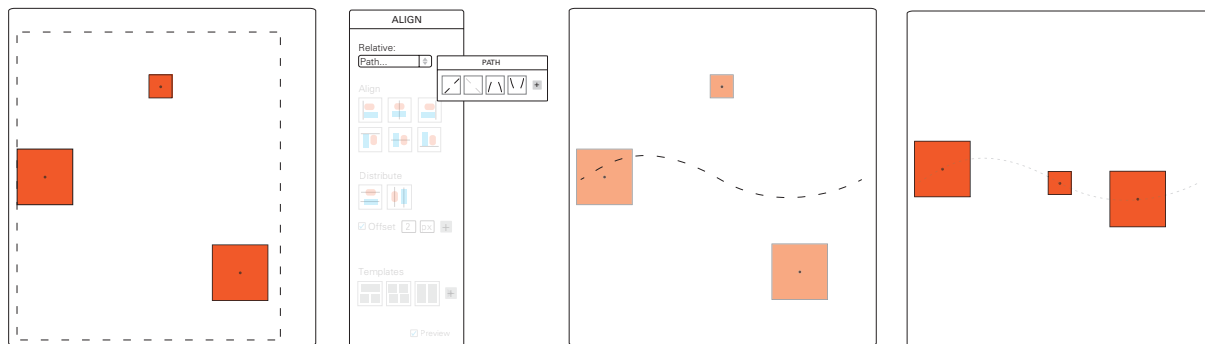 ALIGN
Relative:
Path...
PATH
Align
Distribute
Offset 2 px
Templates
Preview